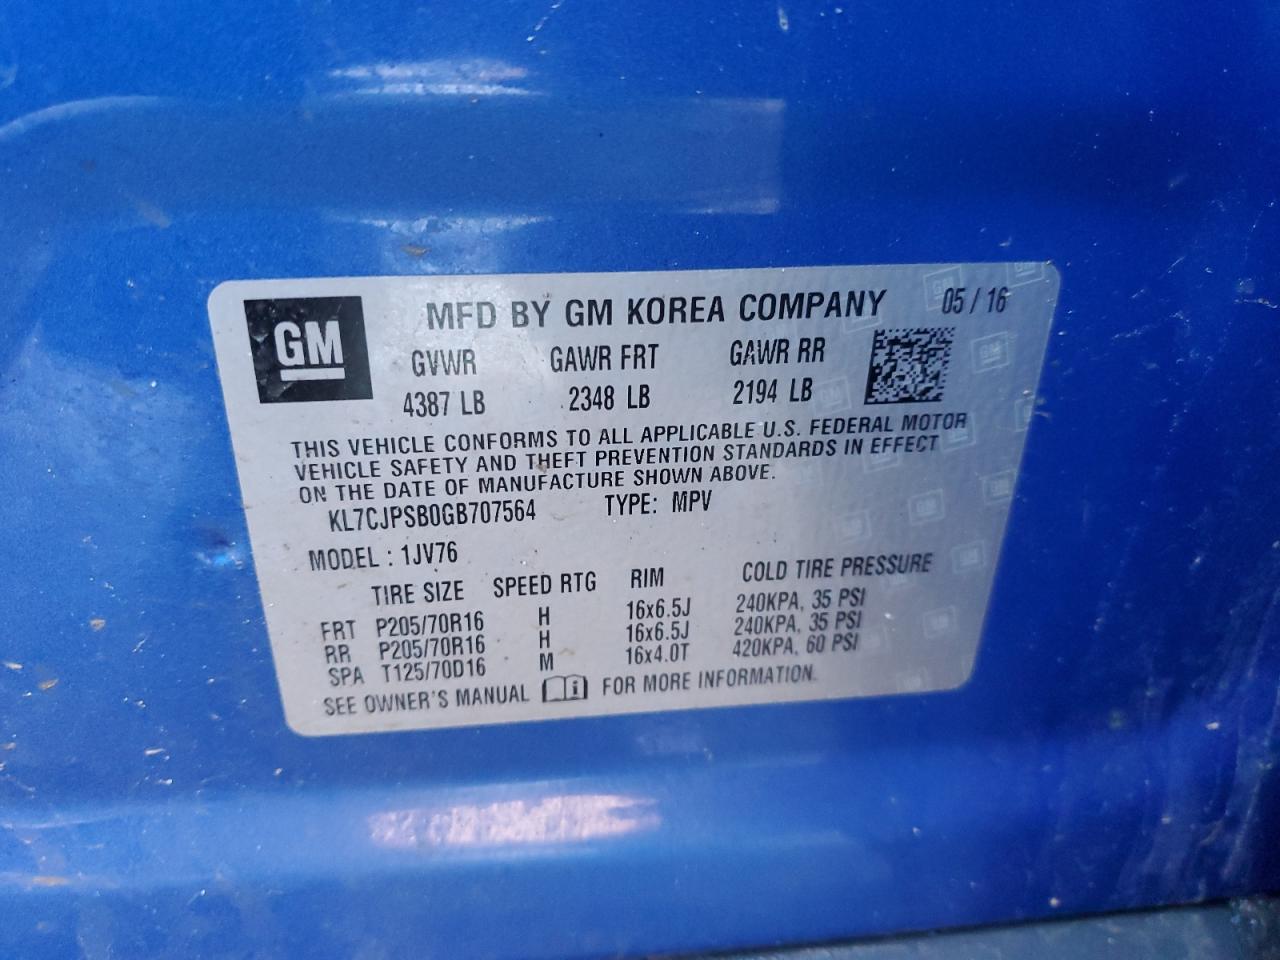 GM
MFD BY GM KOREA COMPANY 05 / 16
GVWR GAWR FRT GAWR RR
4387 LB 2348 LB 2194 LB
THIS VEHICLE CONFORMS TO ALL APPLICABLE U.S. FEDERAL MOTOR
VEHICLE SAFETY AND THEFT PREVENTION STANDARDS IN EFFECT
ON THE DATE OF MANUFACTURE SHOWN ABOVE.
KL7CJPSB0GB707564 TYPE: MPV
MODEL : 1JV76
TIRE SIZE SPEED RTG RIM COLD TIRE PRESSURE
FRT P205/70R16 H 16x6.5J 240KPA, 35 PSI
RR P205/70R16 H 16x6.5J 240KPA, 35 PSI
SPA T125/70D16 M 16x4.0T 420KPA, 60 PSI
SEE OWNER'S MANUAL i FOR MORE INFORMATION.